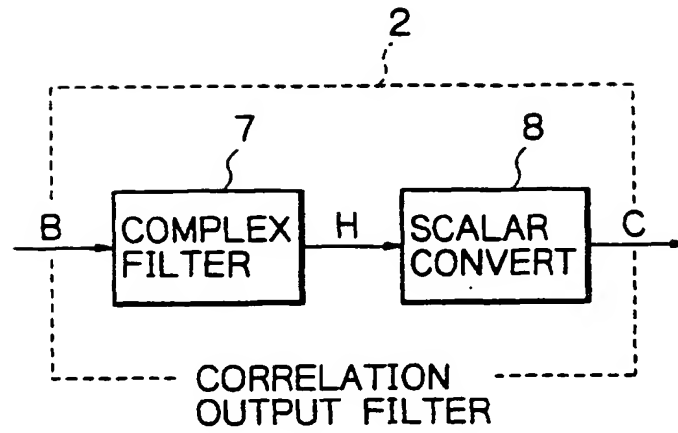 2
7
8
B
COMPLEX
FILTER
H
SCALAR
CONVERT
C
CORRELATION
OUTPUT FILTER